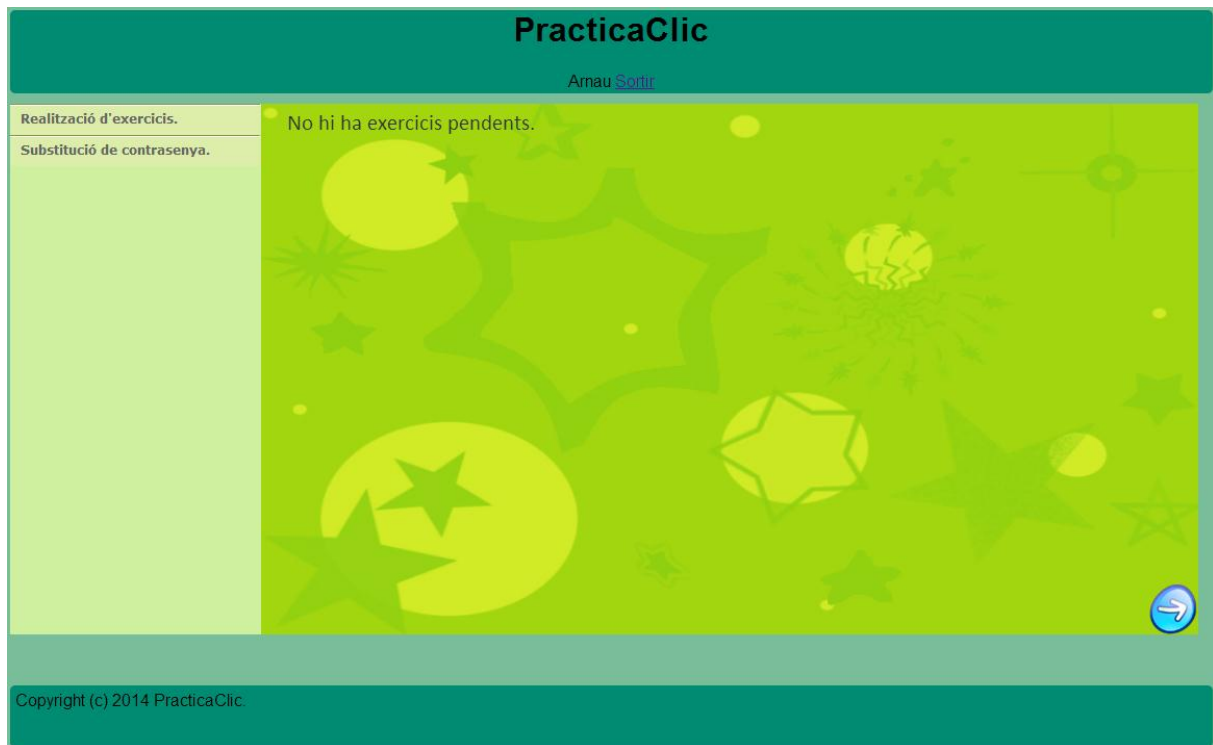 PracticaClic
Arnau Sortir
Realització d'exercicis.
Substitució de contrasenya.
No hi ha exercicis pendents.
Copyright (c) 2014 PracticaClic.